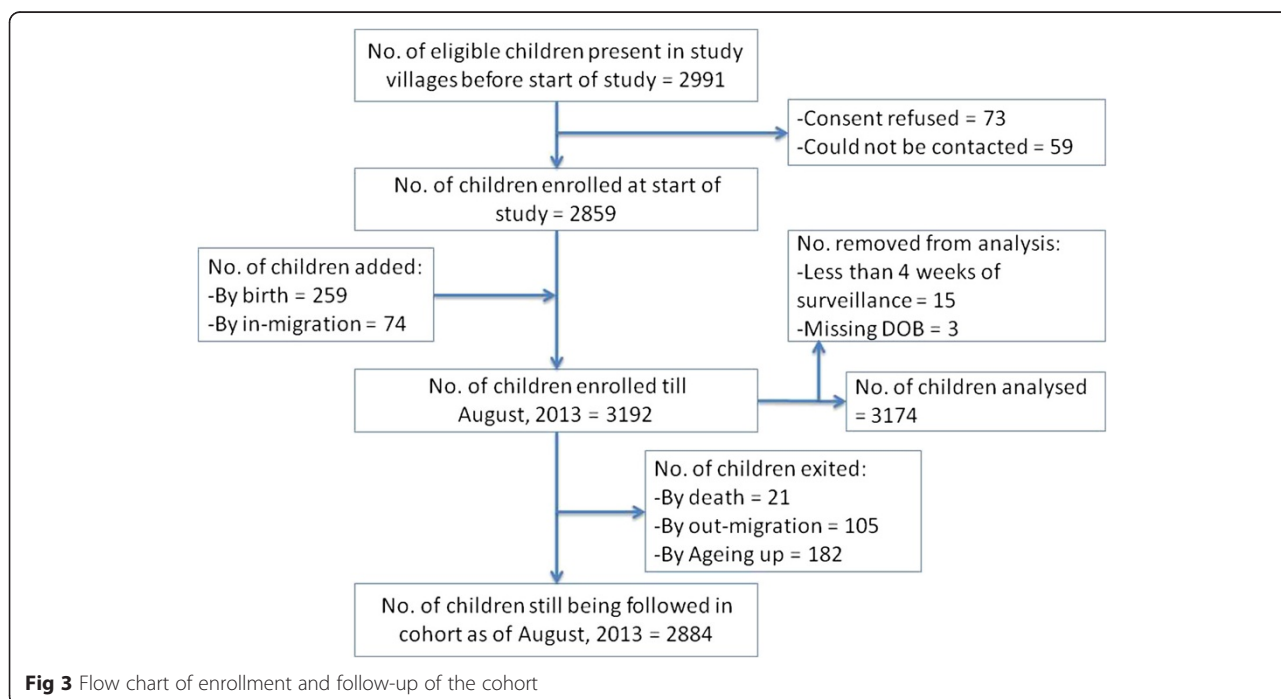 No. of eligible children present in study
villages before start of study = 2991
-Consent refused = 73
-Could not be contacted = 59
No. of children enrolled at start of
study = 2859
No. of children added:
-By birth = 259
-By in-migration = 74
No. removed from analysis:
-Less than 4 weeks of
surveillance = 15
-Missing DOB = 3
No. of children enrolled till
August, 2013 = 3192
No. of children analysed
= 3174
No. of children exited:
-By death = 21
-By out-migration = 105
-By Ageing up = 182
No. of children still being followed in
cohort as of August, 2013 = 2884
Fig 3 Flow chart of enrollment and follow-up of the cohort